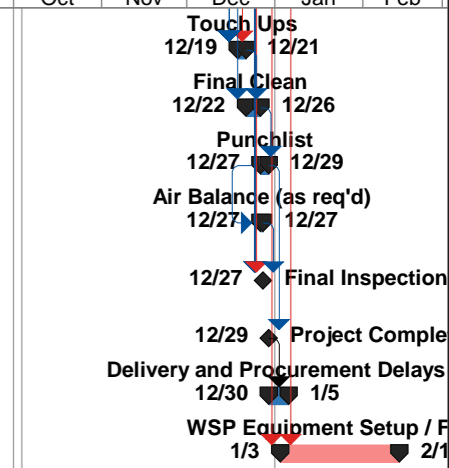 Oct Nov Dec Jan Feb
Touch Ups
12/19 12/21
Final Clean
12/22 12/26
Punchlist
12/27 12/29
Air Balance (as req'd)
12/27 12/27
12/27 Final Inspection
12/29 Project Comple
Delivery and Procurement Delays
12/30 1/5
WSP Equipment Setup / F
1/3 2/1